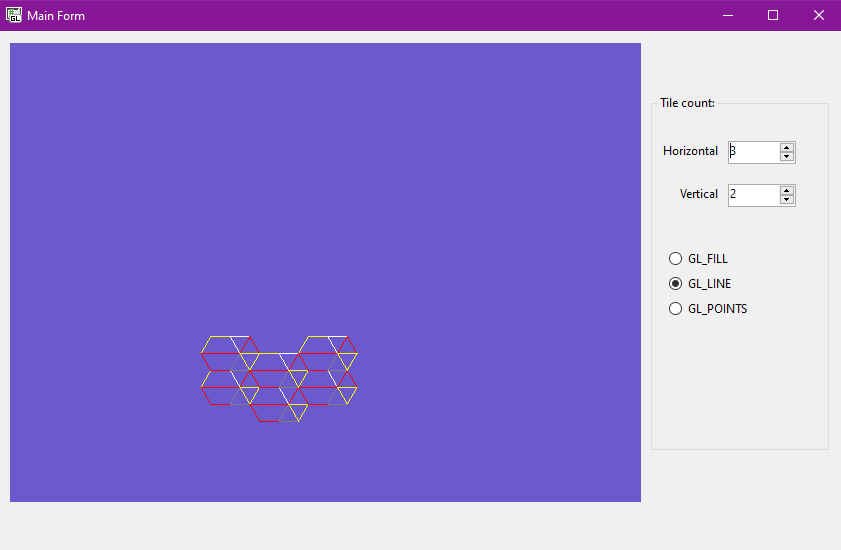 Main Form
Tile count:
Horizontal 3
Vertical 2
GL_FILL
GL_LINE
GL_POINTS